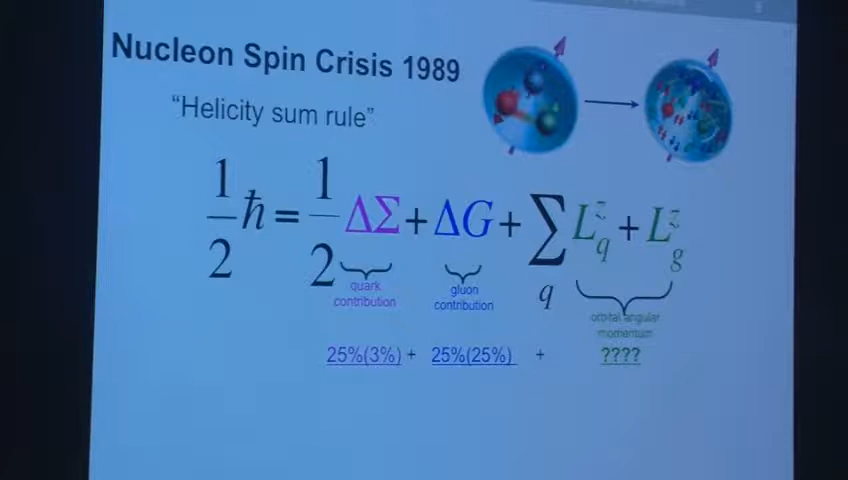 Nucleon Spin Crisis 1989
“Helicity sum rule”
1/2 ħ = 1/2 ΔΣ + ΔG + ∑_q L_q^z + L_g^z
quark contribution
gluon contribution
orbital angular momentum
25%(3%) + 25%(25%) + ????